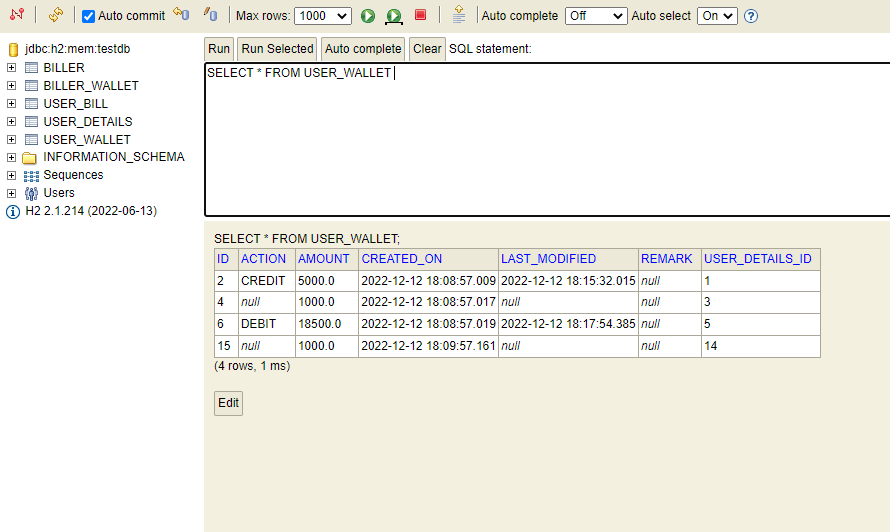 Auto commit Max rows: 1000 Auto complete Off Auto select On ?
jdbc:h2:mem:testdb
BILLER
BILLER_WALLET
USER_BILL
USER_DETAILS
USER_WALLET
INFORMATION_SCHEMA
Sequences
Users
H2 2.1.214 (2022-06-13)
Run Run Selected Auto complete Clear SQL statement:
SELECT * FROM USER_WALLET
SELECT * FROM USER_WALLET;
ID ACTION AMOUNT CREATED_ON LAST_MODIFIED REMARK USER_DETAILS_ID
2 CREDIT 5000.0 2022-12-12 18:08:57.009 2022-12-12 18:15:32.015 null 1
4 null 1000.0 2022-12-12 18:08:57.017 null null 3
6 DEBIT 18500.0 2022-12-12 18:08:57.019 2022-12-12 18:17:54.385 null 5
15 null 1000.0 2022-12-12 18:09:57.161 null null 14
(4 rows, 1 ms)
Edit